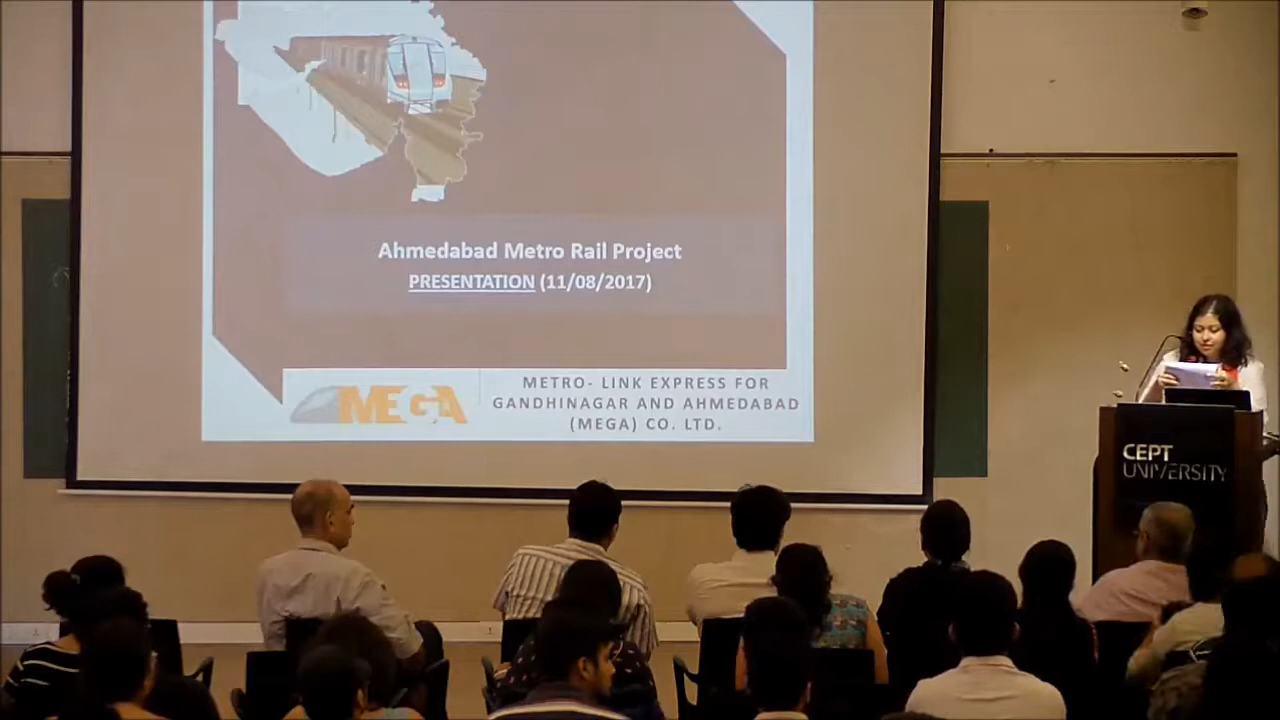 Ahmedabad Metro Rail Project
PRESENTATION (11/08/2017)
MEGA
METRO- LINK EXPRESS FOR
GANDHINAGAR AND AHMEDABAD
(MEGA) CO. LTD.
CEPT
UNIVERSITY